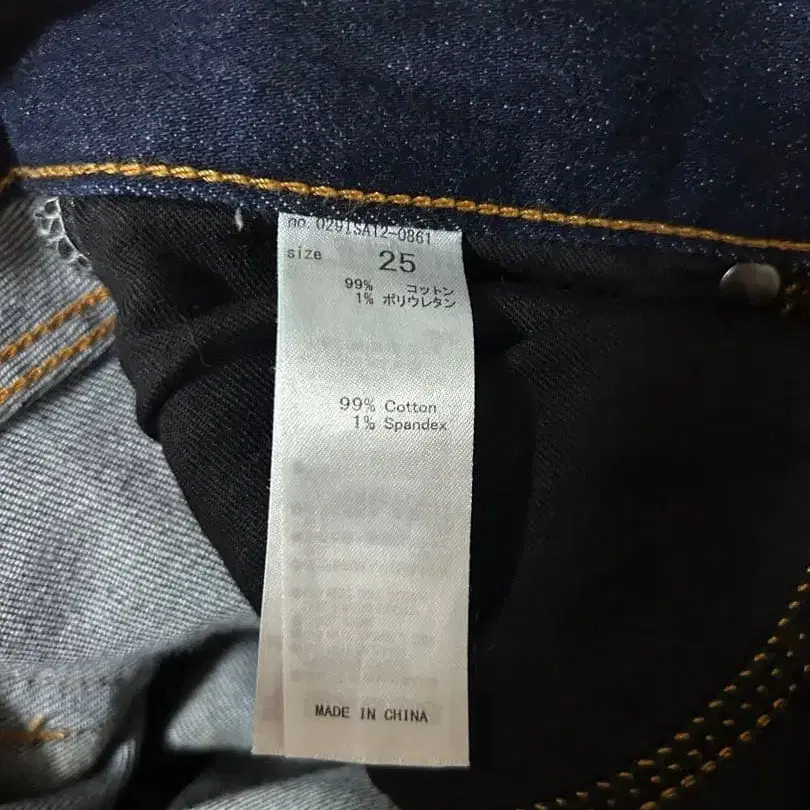 no. 0291SA12-0861
size 25
99% コットン
1% ポリウレタン
99% Cotton
1% Spandex
MADE IN CHINA